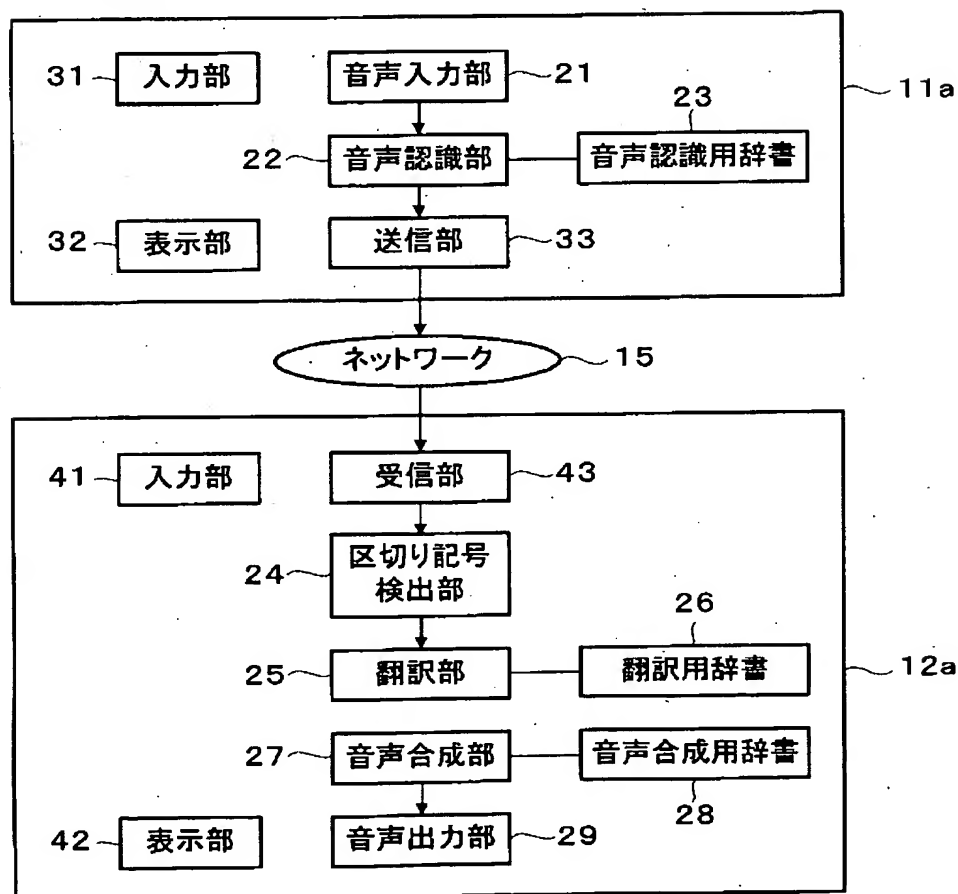 31 入力部 音声入力部 21 11a
23
22 音声認識部 音声認識用辞書
32 表示部 送信部 33
ネットワーク 15
41 入力部 受信部 43
24 区切り記号
検出部
26
25 翻訳部 翻訳用辞書 12a
27 音声合成部 音声合成用辞書
28
42 表示部 音声出力部 29